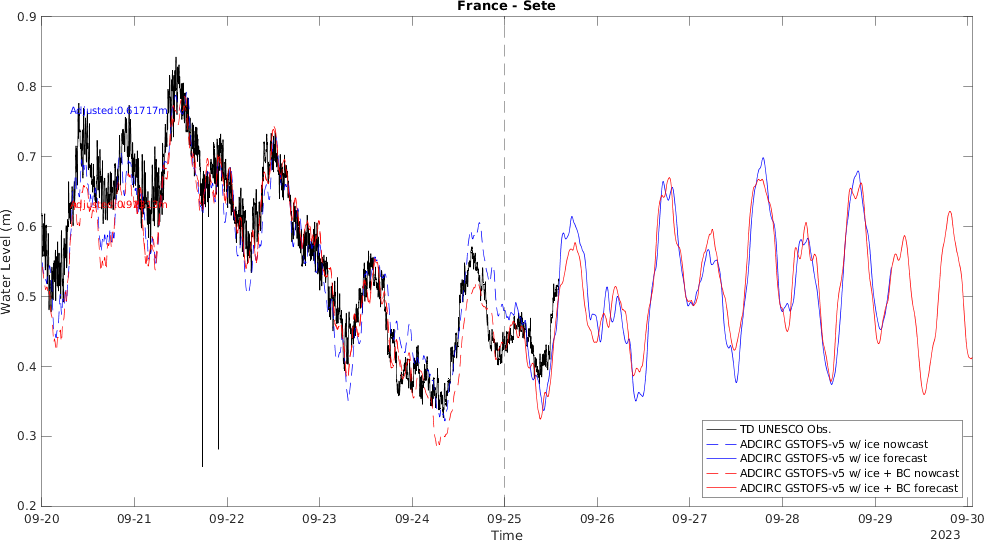 France - Sete
0.9
0.8
Adjusted:0.61717m
0.7
0.6
0.5
0.4
0.3
0.2
Water Level (m)
TD UNESCO Obs.
ADCIRC GSTOFS-v5 w/ ice nowcast
ADCIRC GSTOFS-v5 w/ ice forecast
ADCIRC GSTOFS-v5 w/ ice + BC nowcast
ADCIRC GSTOFS-v5 w/ ice + BC forecast
09-20 09-21 09-22 09-23 09-24 09-25 09-26 09-27 09-28 09-29 09-30
Time
2023